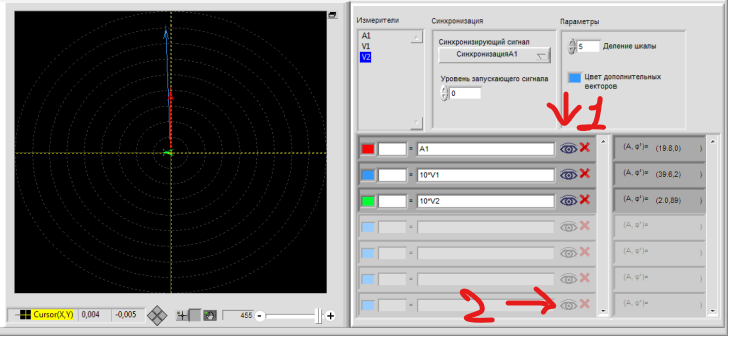 Измерители
Синхронизация
Параметры
A1
V1
V2
Синхронизирующий сигнал
СинхронизацияA1
Уровень запускающего сигнала
0
5
Деление шкалы
Цвет дополнительных
векторов
1
= A1
(A, φ°)= (19.8,0) )
= 10*V1
(A, φ°)= (39.6,2) )
= 10*V2
(A, φ°)= (2.0,89) )
=
(A, φ°)= )
=
(A, φ°)= )
=
(A, φ°)= )
=
(A, φ°)= )
2
Cursor(X,Y) 0,004 -0,005
455 - +